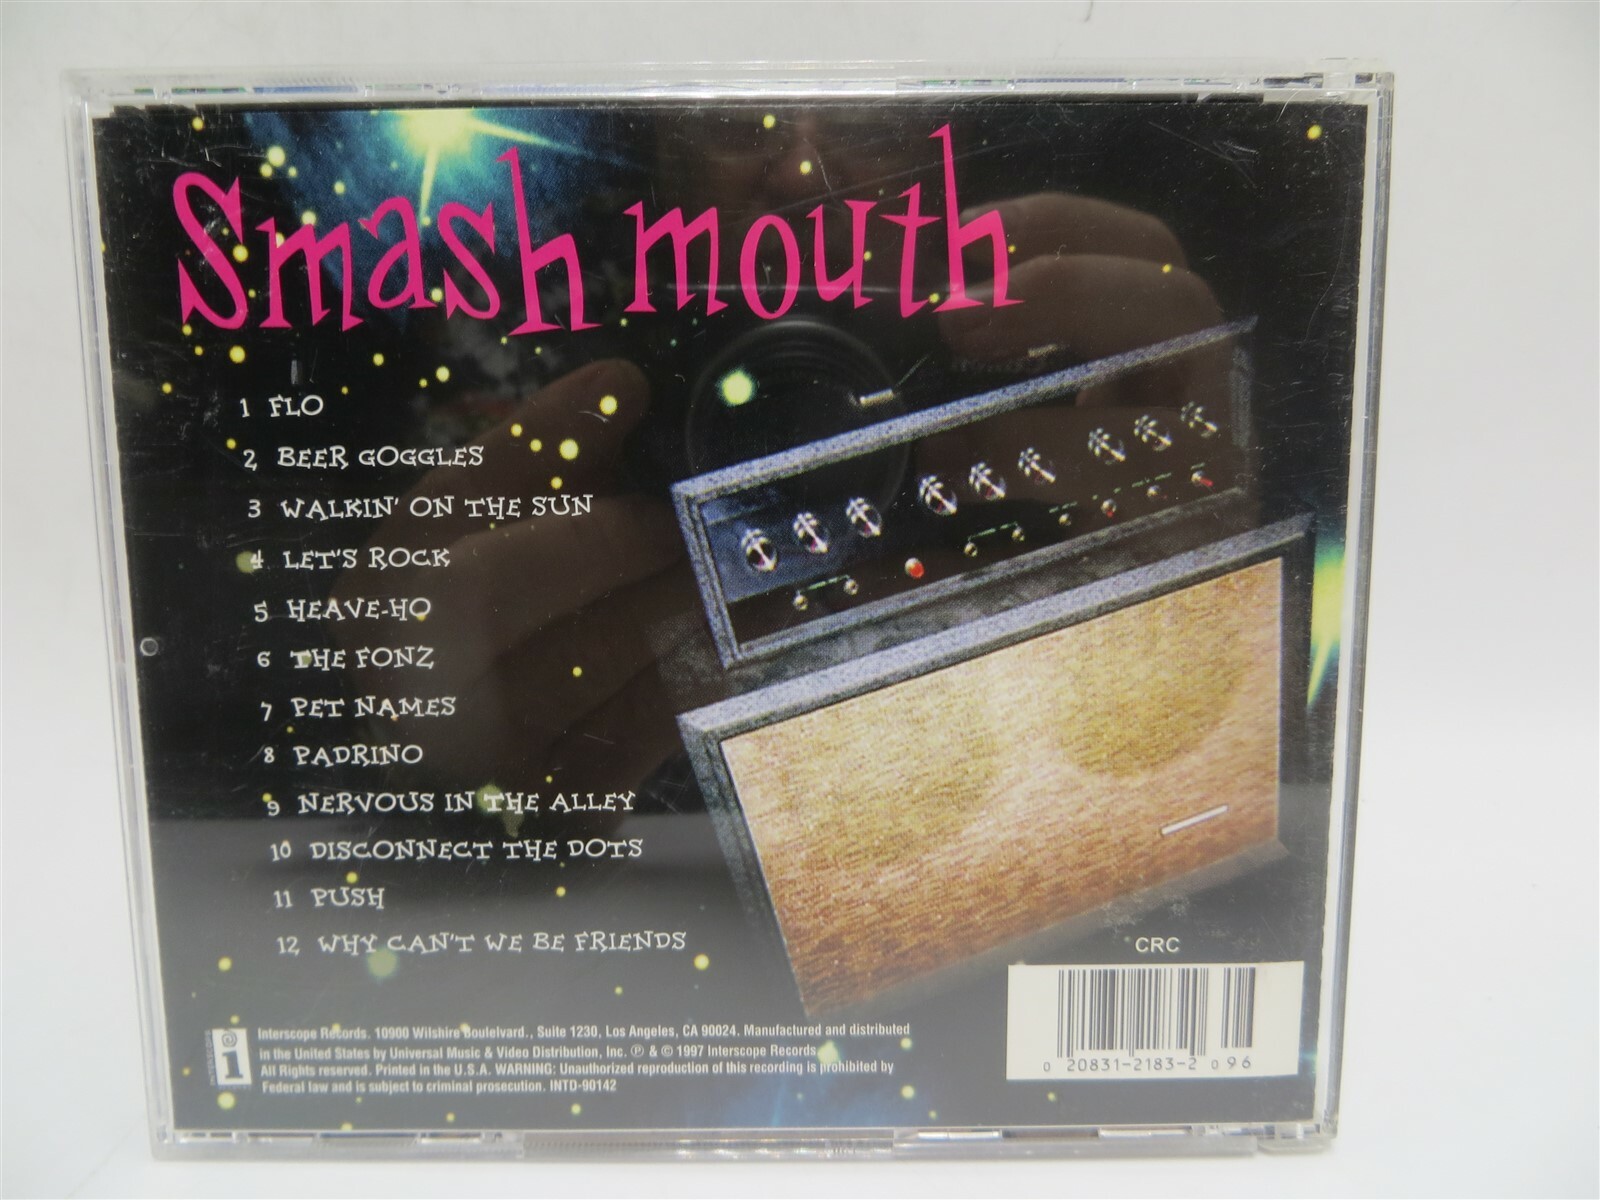 Smash mouth
1 FLO
2 BEER GOGGLES
3 WALKIN' ON THE SUN
4 LET'S ROCK
5 HEAVE-HO
6 THE FONZ
7 PET NAMES
8 PADRINO
9 NERVOUS IN THE ALLEY
10 DISCONNECT THE DOTS
11 PUSH
12 WHY CAN'T WE BE FRIENDS
CRC
0 20831-2183-2 0 9 6
INTERSCOPE
i
Interscope Records. 10900 Wilshire Boulelvard., Suite 1230, Los Angeles, CA 90024. Manufactured and distributed
in the United States by Universal Music & Video Distribution, Inc. ℗ & © 1997 Interscope Records
All Rights reserved. Printed in the U.S.A. WARNING: Unauthorized reproduction of this recording is prohibited by
Federal law and is subject to criminal prosecution. INTD-90142